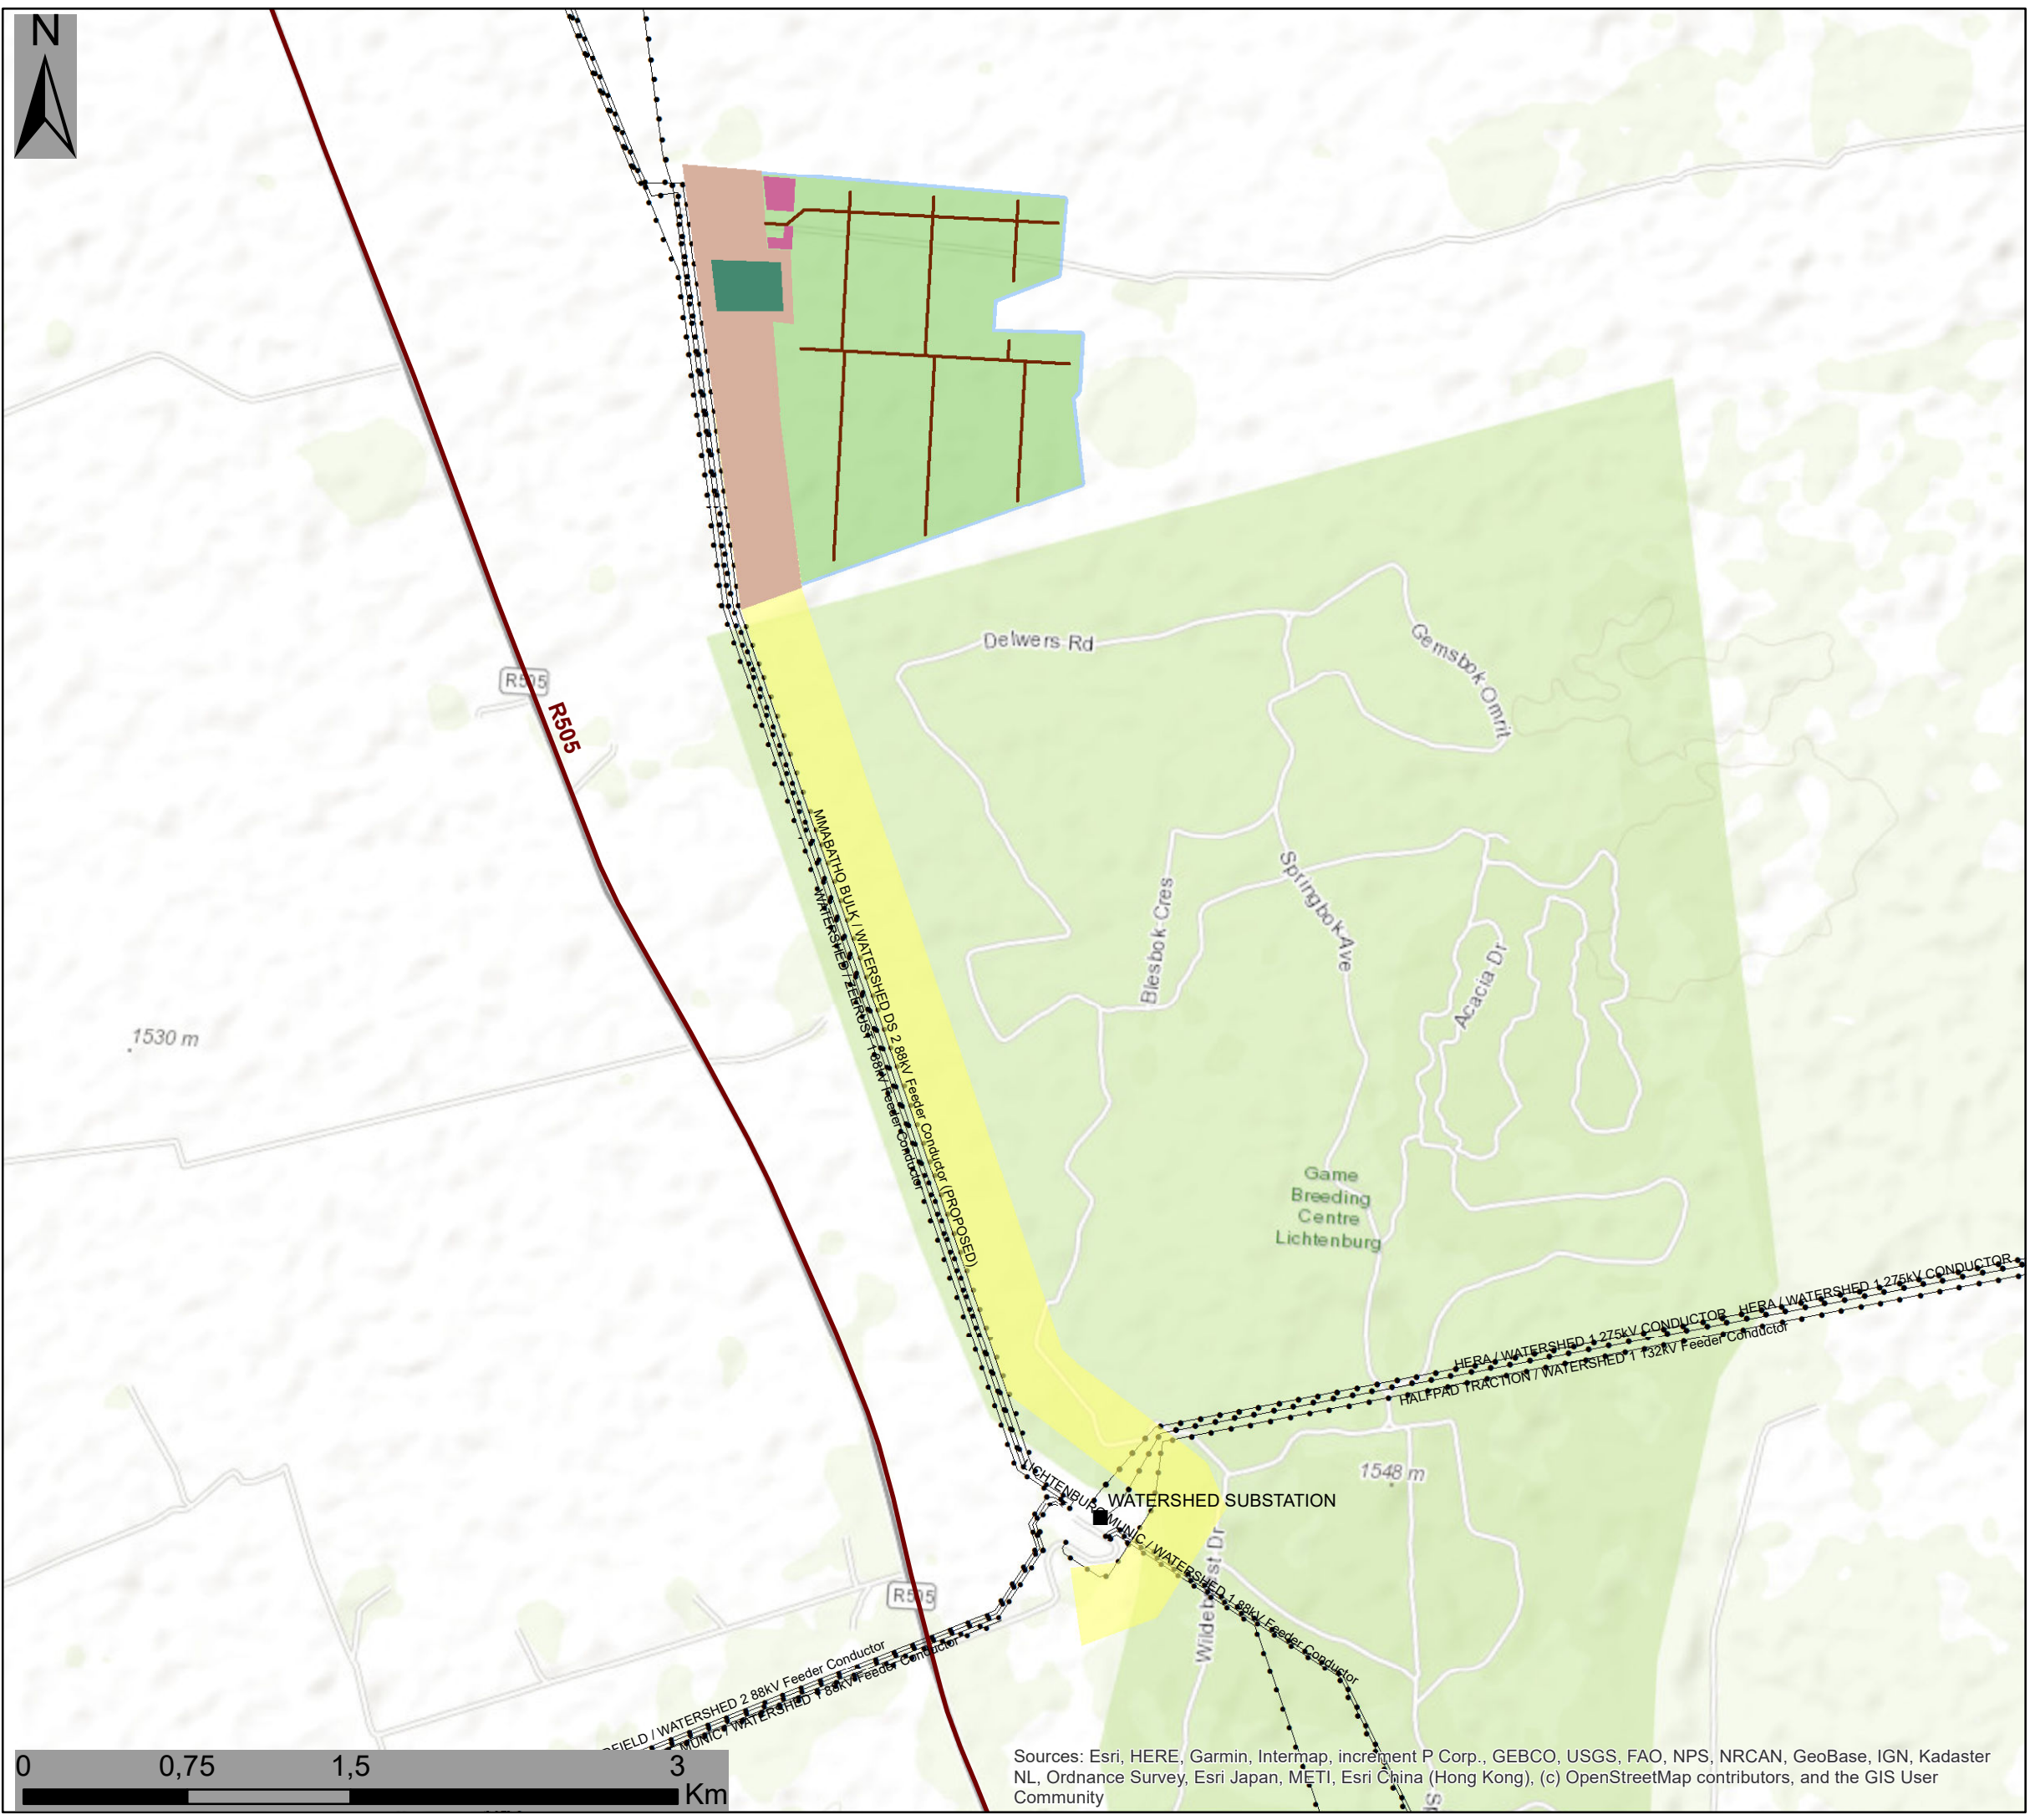 N
Delwers Rd
Gemsbok Omrit
R505
R505
MMABATHO BULK / WATERSHED DS 2 88kV Feeder Conductor (PROPOSED)
WATERSHED / ZEERUST 1 88kV Feeder Conductor
Blesbok Cres
Springbok Ave
Acacia Dr
1530 m
Game
Breeding
Centre
Lichtenburg
HERA / WATERSHED 1 275kV CONDUCTOR
HERA / WATERSHED 1 275kV CONDUCTOR
HALFPAD TRACTION / WATERSHED 1 132kV Feeder Conductor
1548 m
WATERSHED SUBSTATION
LICHTENBURG MUNIC / WATERSHED 1 88kV Feeder Conductor
Wildebeest Dr
R505
/ WATERSHED 2 88kV Feeder Conductor
MUNIC / WATERSHED 1 88kV Feeder Conductor
0 0,75 1,5 3
Km
Sources: Esri, HERE, Garmin, Intermap, increment P Corp., GEBCO, USGS, FAO, NPS, NRCAN, GeoBase, IGN, Kadaster
NL, Ordnance Survey, Esri Japan, METI, Esri China (Hong Kong), (c) OpenStreetMap contributors, and the GIS User
Community